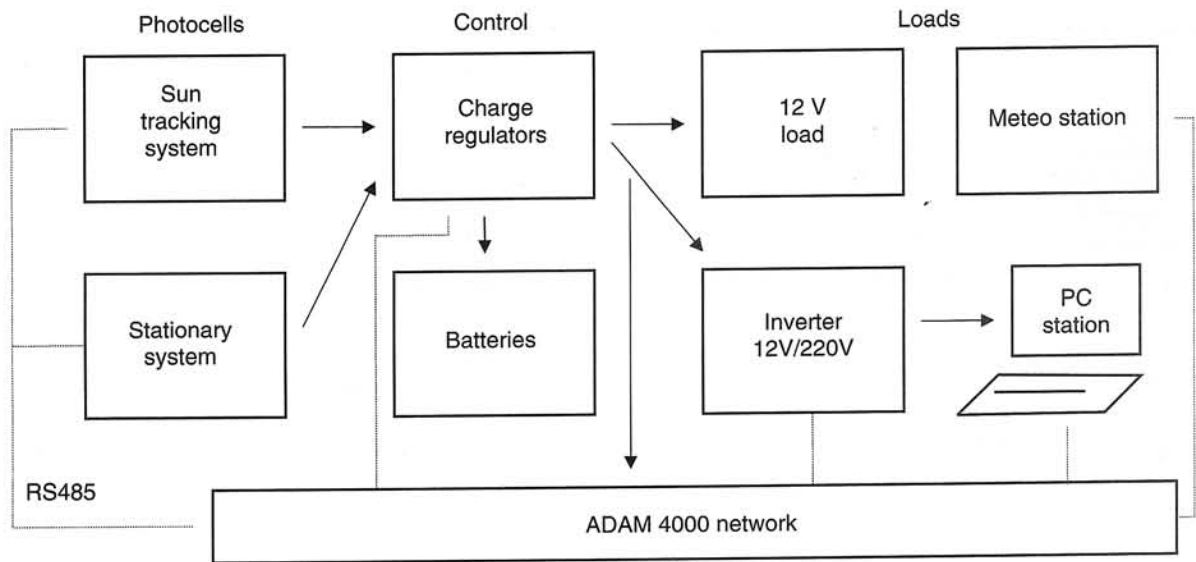 Photocells
Control
Loads
Sun
tracking
system
Charge
regulators
12 V
load
Meteo station
Stationary
system
Batteries
Inverter
12V/220V
PC
station
RS485
ADAM 4000 network